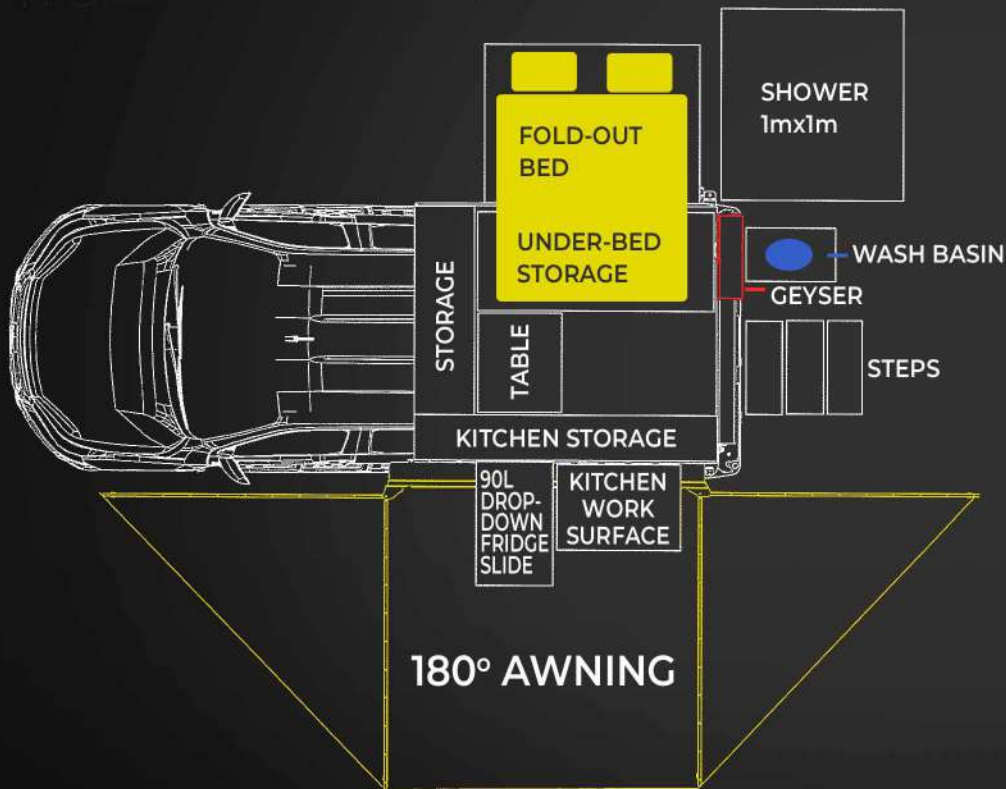 SHOWER
1mx1m
FOLD-OUT
BED
UNDER-BED
STORAGE
WASH BASIN
GEYSER
STORAGE
TABLE
STEPS
KITCHEN STORAGE
90L
DROP-
DOWN
FRIDGE
SLIDE
KITCHEN
WORK
SURFACE
180° AWNING